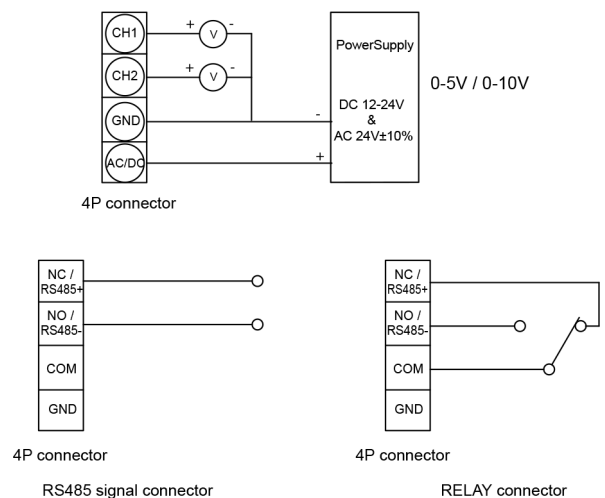 CH1
+
V
-
CH2
+
V
-
GND
-
AC/DC
+
PowerSupply
DC 12-24V
&
AC 24V±10%
0-5V / 0-10V
4P connector
NC /
RS485+
NO /
RS485-
COM
GND
4P connector
RS485 signal connector
NC /
RS485+
NO /
RS485-
COM
GND
4P connector
RELAY connector